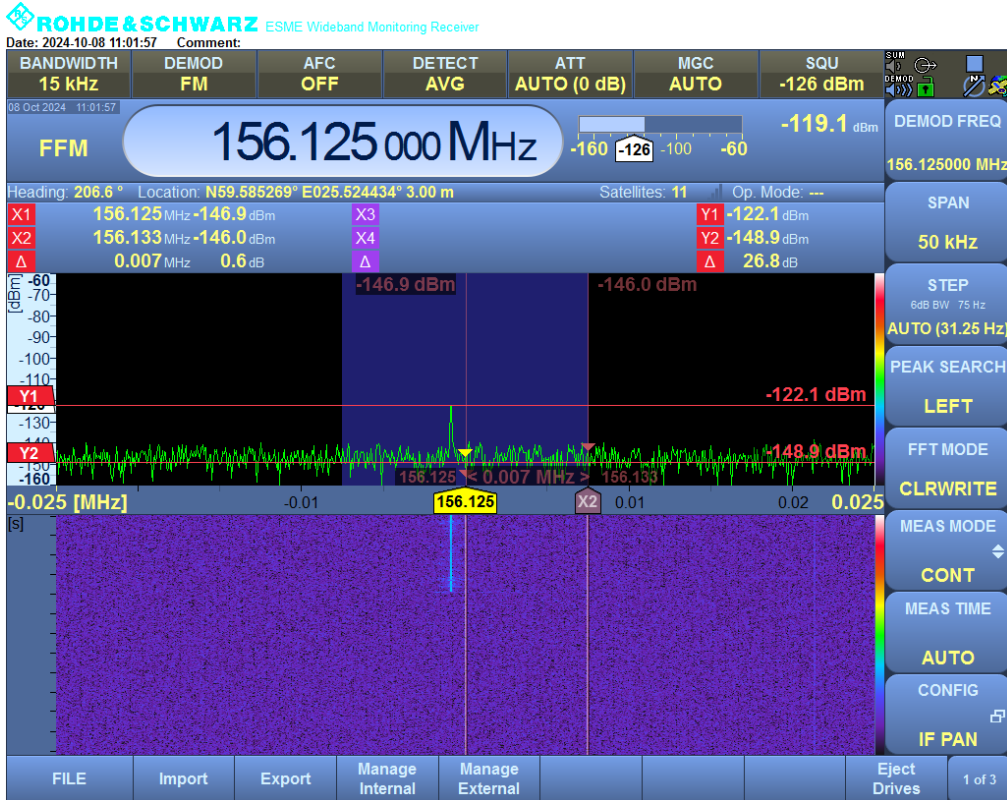 ROHDE & SCHWARZ ESME Wideband Monitoring Receiver
Date: 2024-10-08 11:01:57 Comment:
BANDWIDTH DEMOD AFC DETECT ATT MGC SQU
15 kHz FM OFF AVG AUTO (0 dB) AUTO -126 dBm
SUM
DEMOD
N
08 Oct 2024 11:01:57
FFM 156.125 000 MHz
-160 -126 -100 -60
-119.1 dBm
DEMOD FREQ
156.125000 MHz
Heading: 206.6 ° Location: N59.585269° E025.524434° 3.00 m Satellites: 11 Op. Mode: ---
X1 156.125 MHz -146.9 dBm X3 Y1 -122.1 dBm
X2 156.133 MHz -146.0 dBm X4 Y2 -148.9 dBm
Δ 0.007 MHz 0.6 dB Δ Δ 26.8 dB
SPAN
50 kHz
STEP
6dB BW 75 Hz
AUTO (31.25 Hz)
PEAK SEARCH
LEFT
FFT MODE
CLRWRITE
MEAS MODE
CONT
MEAS TIME
AUTO
CONFIG
IF PAN
[dBm]
-60
-70
-80
-90
-100
-110
Y1
-130
-140
Y2
-150
-160
-146.9 dBm -146.0 dBm
-122.1 dBm
-148.9 dBm
156.125 < 0.007 MHz > 156.133
-0.025 [MHz] -0.01 156.125 X2 0.01 0.02 0.025
[s]
FILE Import Export Manage Internal Manage External Eject Drives 1 of 3